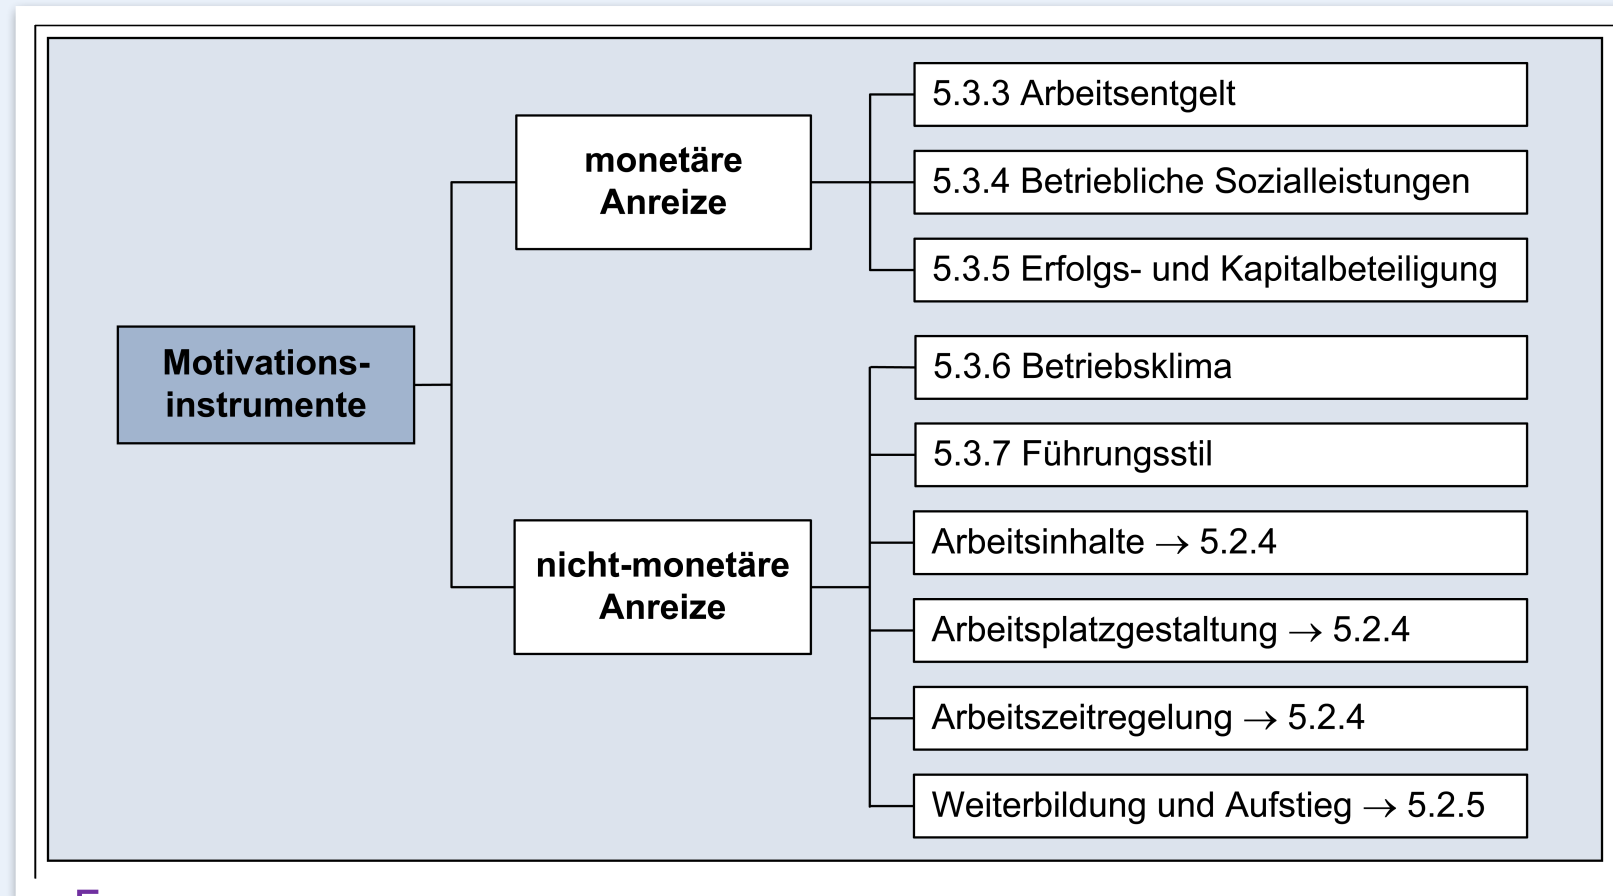 5.3.3 Arbeitsentgelt
monetäre
Anreize
5.3.4 Betriebliche Sozialleistungen
5.3.5 Erfolgs- und Kapitalbeteiligung
Motivations-
instrumente
5.3.6 Betriebsklima
5.3.7 Führungsstil
nicht-monetäre
Anreize
Arbeitsinhalte → 5.2.4
Arbeitsplatzgestaltung → 5.2.4
Arbeitszeitregelung → 5.2.4
Weiterbildung und Aufstieg → 5.2.5